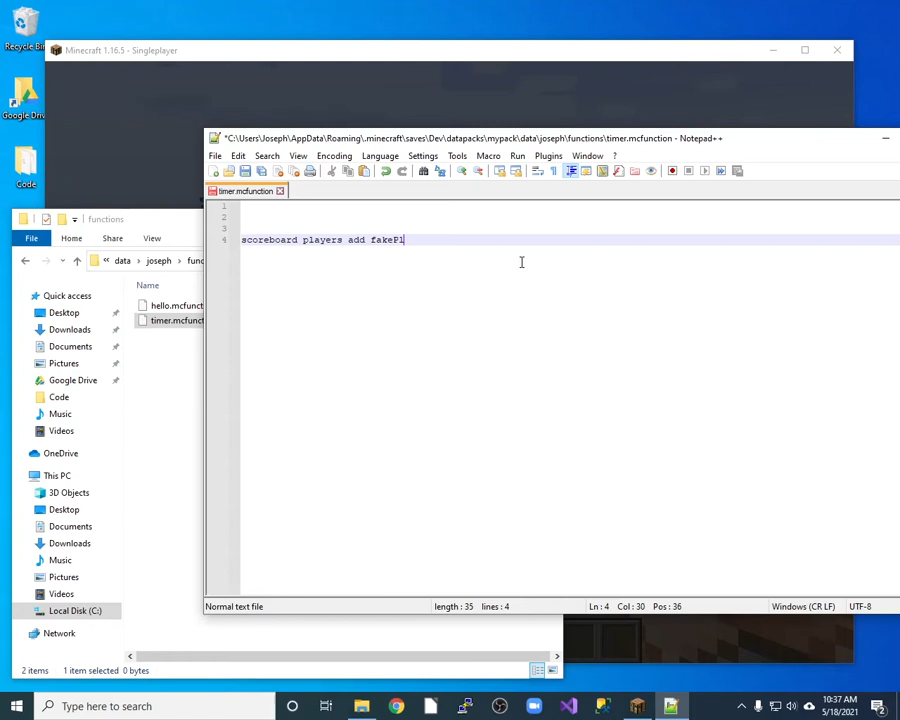 Recycle Bin
Google Driv
Code
Minecraft 1.16.5 - Singleplayer
*C:\Users\Joseph\AppData\Roaming\.minecraft\saves\Dev\datapacks\mypack\data\joseph\functions\timer.mcfunction - Notepad++
File Edit Search View Encoding Language Settings Tools Macro Run Plugins Window ?
timer.mcfunction
1
2
3
4 scoreboard players add fakePl
functions
File Home Share View
« data › joseph › func
Name
hello.mcfunct
timer.mcfunct
Quick access
Desktop
Downloads
Documents
Pictures
Google Drive
Code
Music
Videos
OneDrive
This PC
3D Objects
Desktop
Documents
Downloads
Music
Pictures
Videos
Local Disk (C:)
Network
2 items 1 item selected 0 bytes
Normal text file length : 35 lines : 4 Ln : 4 Col : 30 Pos : 36 Windows (CR LF) UTF-8
Type here to search
10:37 AM
5/18/2021
2